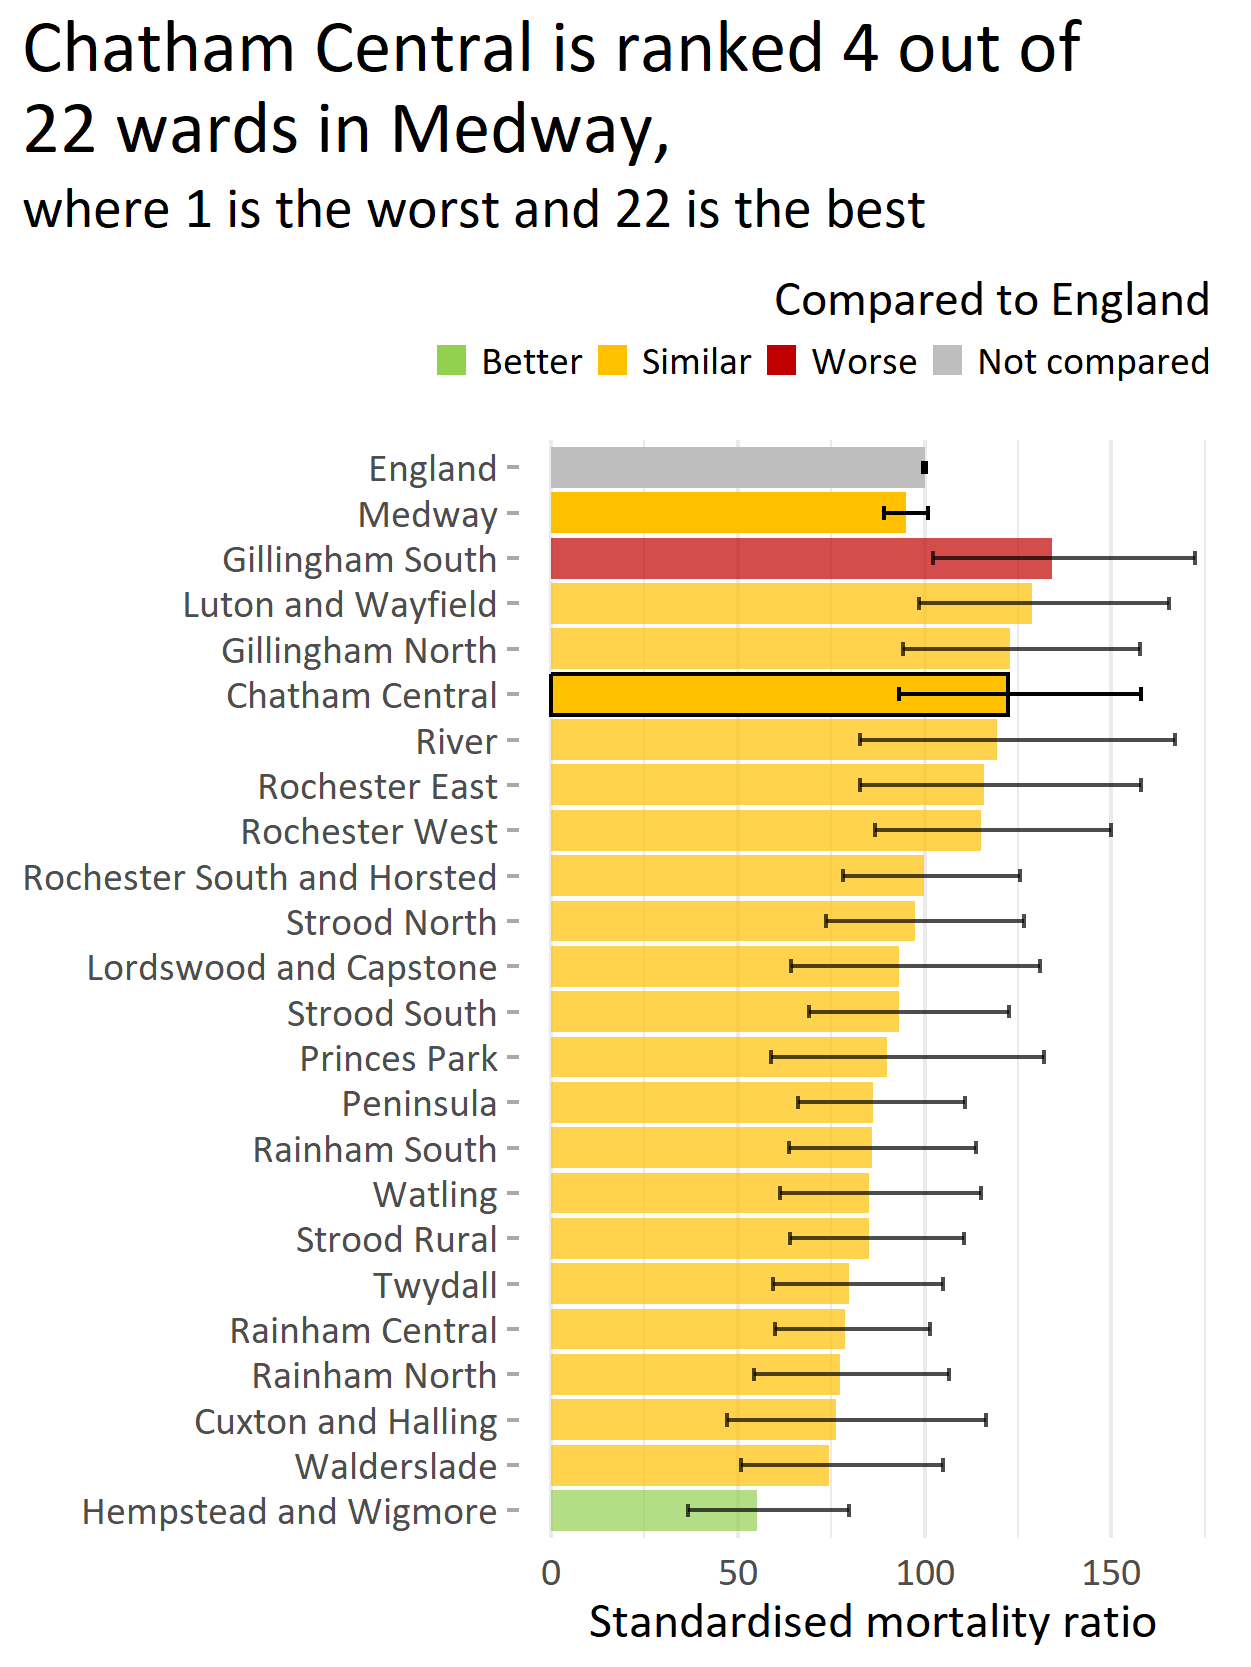 Chatham Central is ranked 4 out of
22 wards in Medway,
where 1 is the worst and 22 is the best
Compared to England
Better Similar Worse Not compared
England
Medway
Gillingham South
Luton and Wayfield
Gillingham North
Chatham Central
River
Rochester East
Rochester West
Rochester South and Horsted
Strood North
Lordswood and Capstone
Strood South
Princes Park
Peninsula
Rainham South
Watling
Strood Rural
Twydall
Rainham Central
Rainham North
Cuxton and Halling
Walderslade
Hempstead and Wigmore
0 50 100 150
Standardised mortality ratio